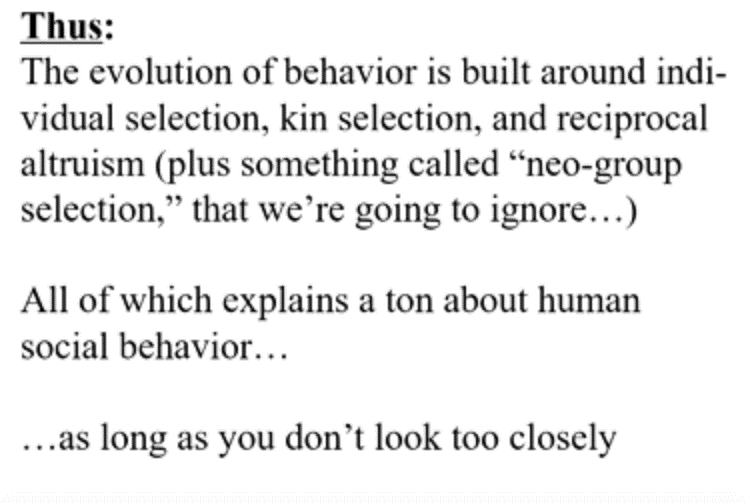 Thus:
The evolution of behavior is built around indi-
vidual selection, kin selection, and reciprocal
altruism (plus something called “neo-group
selection,” that we’re going to ignore…)
All of which explains a ton about human
social behavior…
…as long as you don’t look too closely